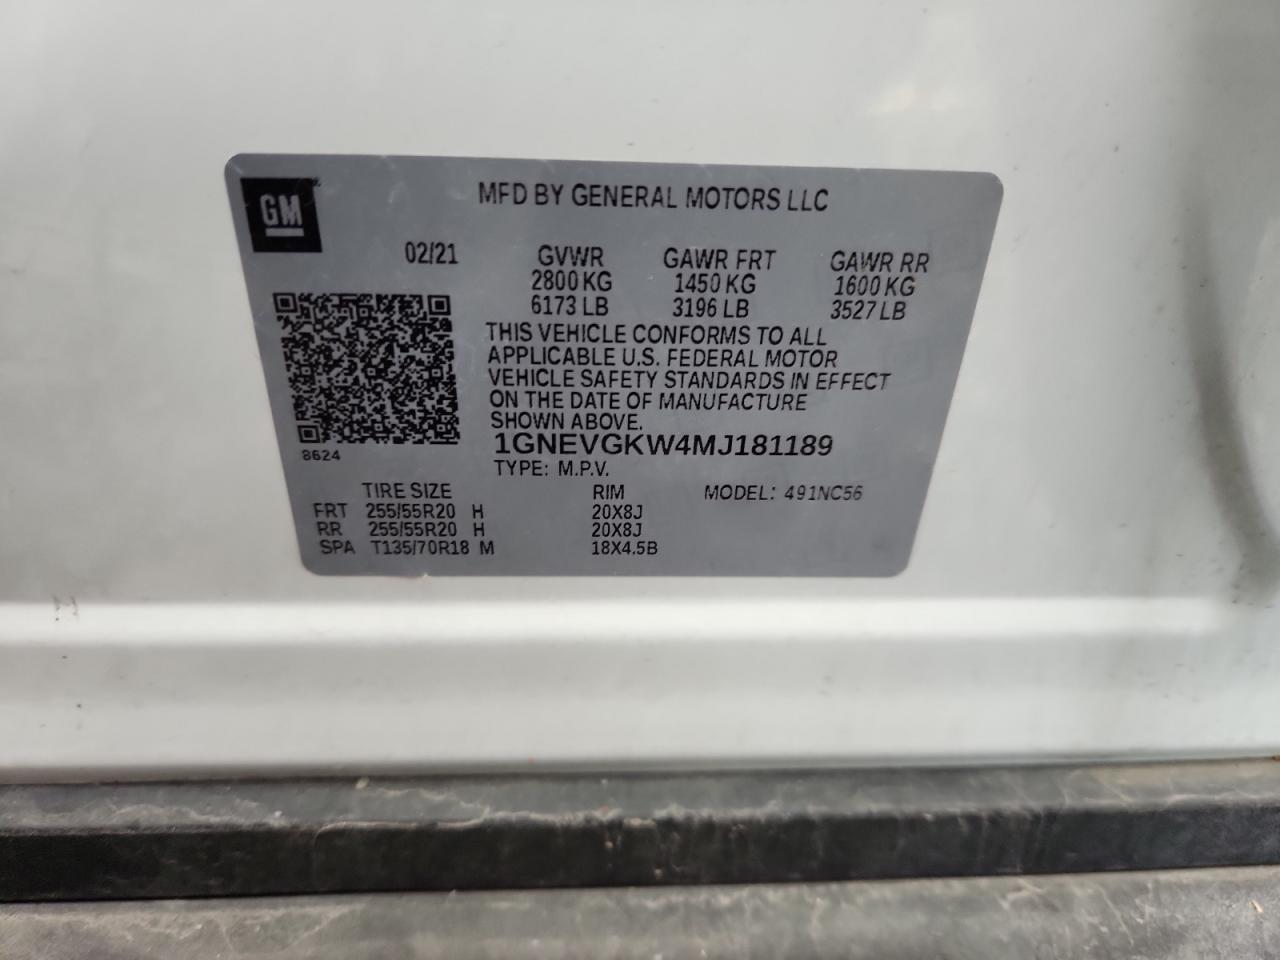 GM
MFD BY GENERAL MOTORS LLC
02/21 GVWR GAWR FRT GAWR RR
2800 KG 1450 KG 1600 KG
6173 LB 3196 LB 3527 LB
THIS VEHICLE CONFORMS TO ALL
APPLICABLE U.S. FEDERAL MOTOR
VEHICLE SAFETY STANDARDS IN EFFECT
ON THE DATE OF MANUFACTURE
SHOWN ABOVE.
8624
1GNEVGKW4MJ181189
TYPE: M.P.V.
TIRE SIZE RIM MODEL: 491NC56
FRT 255/55R20 H 20X8J
RR 255/55R20 H 20X8J
SPA T135/70R18 M 18X4.5B